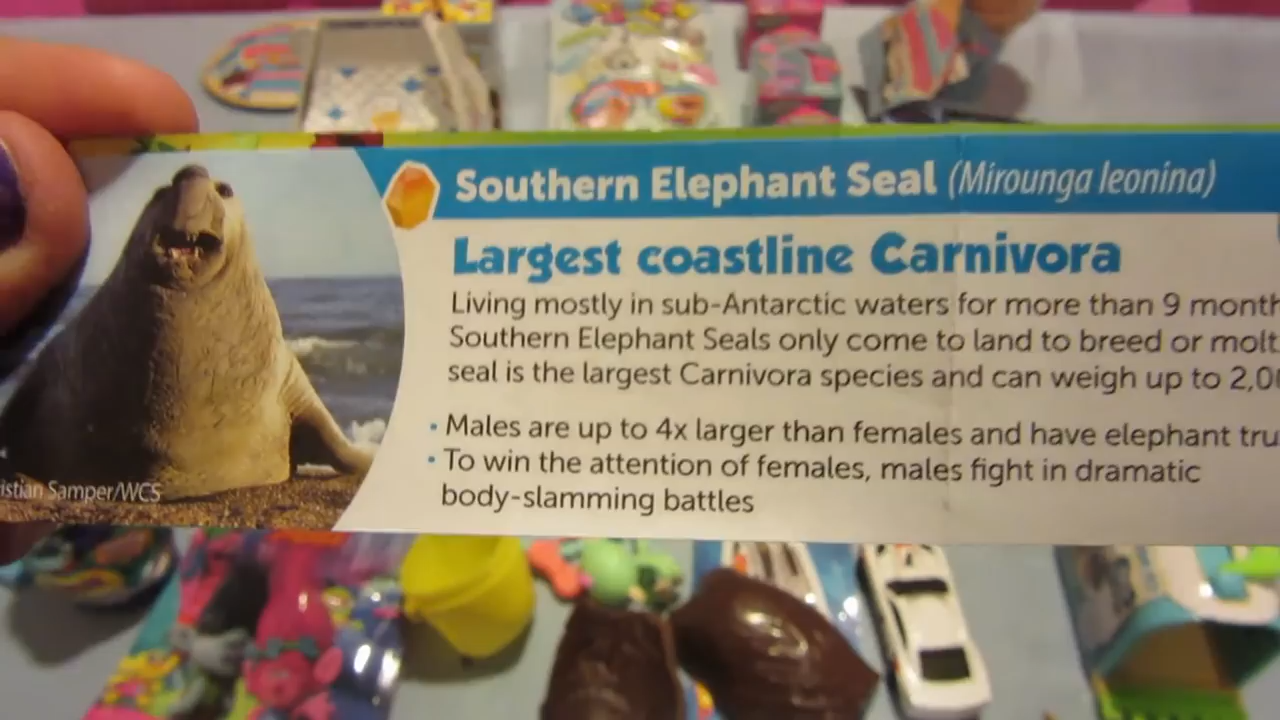 Southern Elephant Seal (Mirounga leonina)
Largest coastline Carnivora
Living mostly in sub-Antarctic waters for more than 9 month
Southern Elephant Seals only come to land to breed or molt.
seal is the largest Carnivora species and can weigh up to 2,00
• Males are up to 4x larger than females and have elephant tru
• To win the attention of females, males fight in dramatic
body-slamming battles
istian Samper/WCS